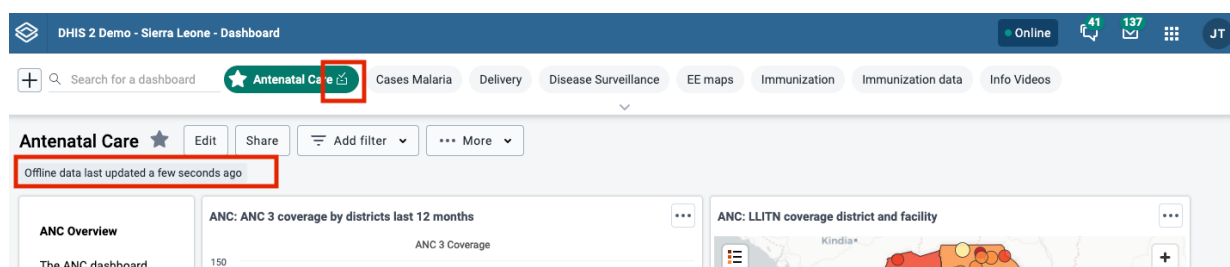 DHIS 2 Demo - Sierra Leone - Dashboard
Online
41
137
JT
Search for a dashboard
Antenatal Care
Cases Malaria
Delivery
Disease Surveillance
EE maps
Immunization
Immunization data
Info Videos
Antenatal Care
Edit
Share
Add filter
More
Offline data last updated a few seconds ago
ANC Overview
The ANC dashboard
ANC: ANC 3 coverage by districts last 12 months
ANC 3 Coverage
150
ANC: LLITN coverage district and facility
Kindia